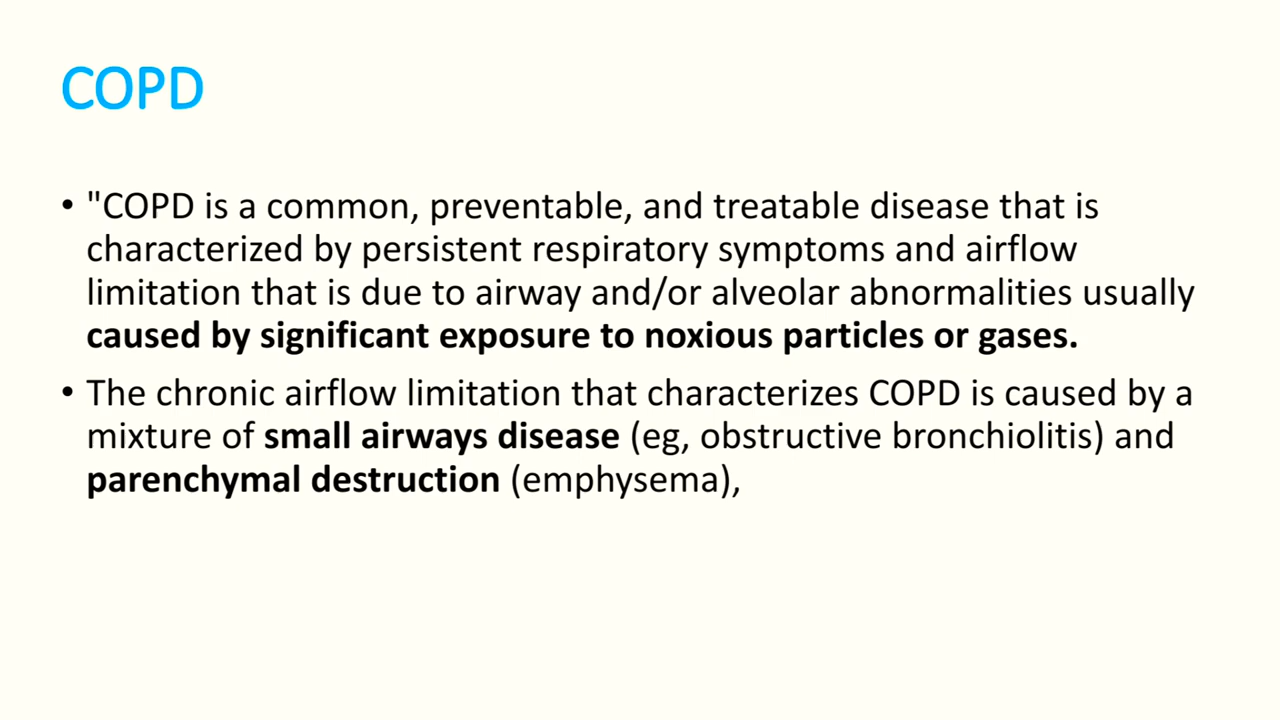 COPD
• "COPD is a common, preventable, and treatable disease that is
characterized by persistent respiratory symptoms and airflow
limitation that is due to airway and/or alveolar abnormalities usually
caused by significant exposure to noxious particles or gases.
• The chronic airflow limitation that characterizes COPD is caused by a
mixture of small airways disease (eg, obstructive bronchiolitis) and
parenchymal destruction (emphysema),